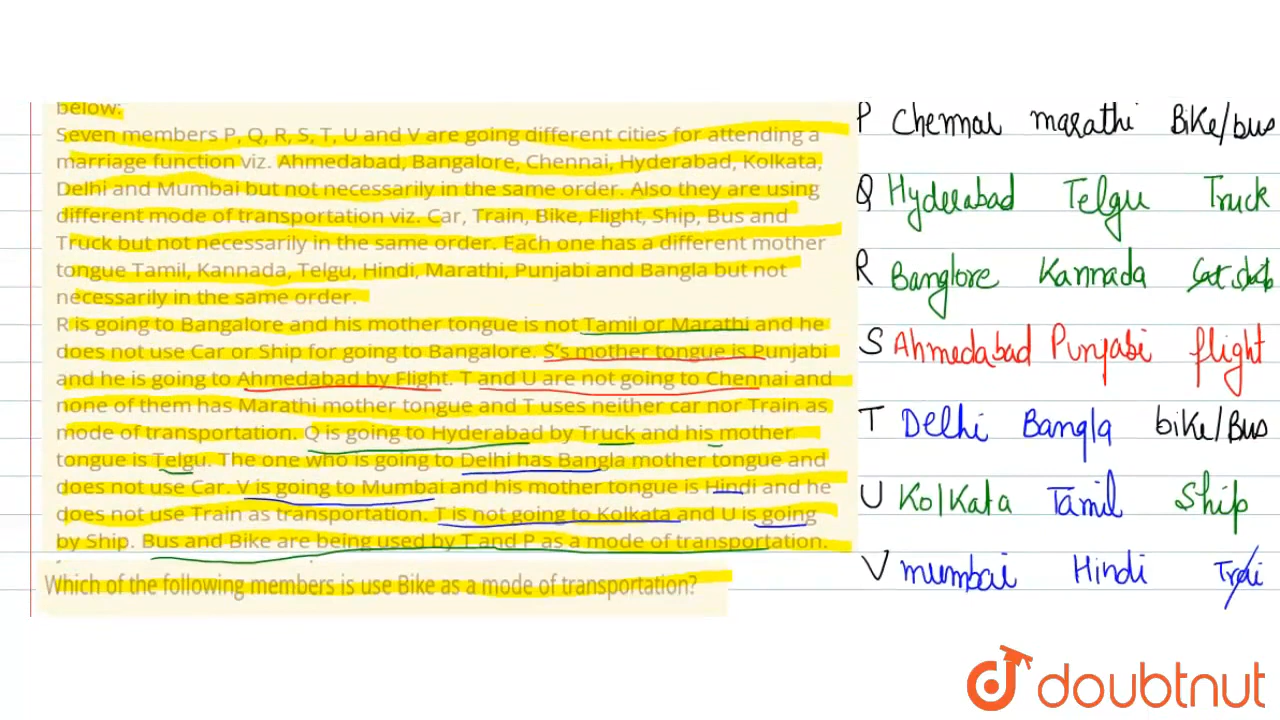 below:
Seven members P, Q, R, S, T, U and V are going different cities for attending a
marriage function viz. Ahmedabad, Bangalore, Chennai, Hyderabad, Kolkata,
Delhi and Mumbai but not necessarily in the same order. Also they are using
different mode of transportation viz. Car, Train, Bike, Flight, Ship, Bus and
Truck but not necessarily in the same order. Each one has a different mother
tongue Tamil, Kannada, Telgu, Hindi, Marathi, Punjabi and Bangla but not
necessarily in the same order.
R is going to Bangalore and his mother tongue is not Tamil or Marathi and he
does not use Car or Ship for going to Bangalore. S's mother tongue is Punjabi
and he is going to Ahmedabad by Flight. T and U are not going to Chennai and
none of them has Marathi mother tongue and T uses neither car nor Train as
mode of transportation. Q is going to Hyderabad by Truck and his mother
tongue is Telgu. The one who is going to Delhi has Bangla mother tongue and
does not use Car. V is going to Mumbai and his mother tongue is Hindi and he
does not use Train as transportation. T is not going to Kolkata and U is going
by Ship. Bus and Bike are being used by T and P as a mode of transportation.
Which of the following members is use Bike as a mode of transportation?
P Chennai marathi Bike/bus
Q Hyderabad Telgu Truck
R Banglore Kannada
S Ahmedabad Punjabi flight
T Delhi Bangla bike/Bus
U Kolkata Tamil Ship
V mumbai Hindi Trai
doubtnut